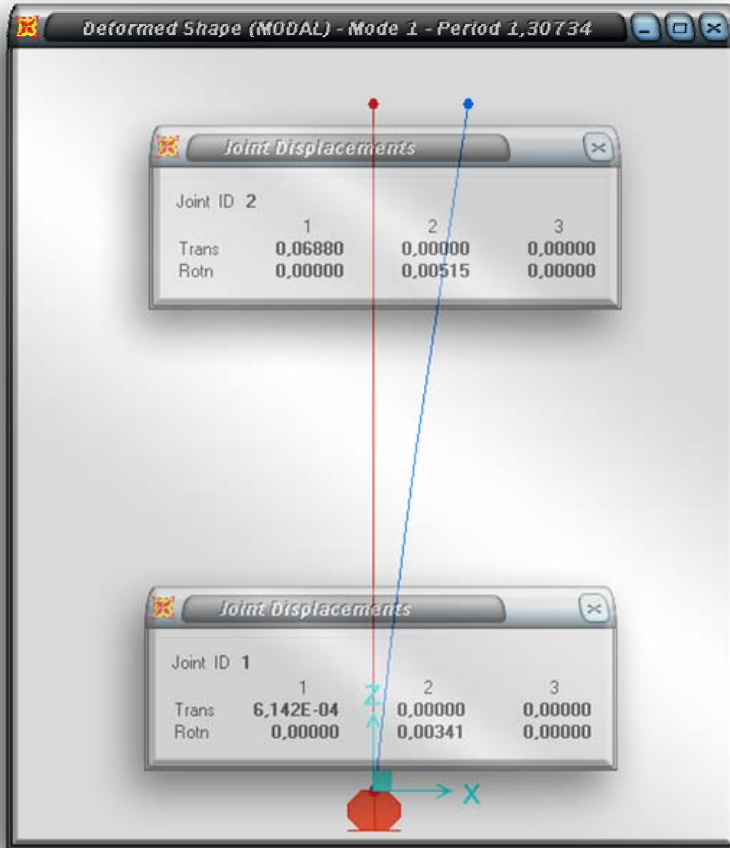 Deformed Shape (MODAL) - Mode 1 - Period 1,30734
Joint Displacements
Joint ID 2
1 2 3
Trans 0,06880 0,00000 0,00000
Rotn 0,00000 0,00515 0,00000
Joint Displacements
Joint ID 1
1 2 3
Trans 6,142E-04 0,00000 0,00000
Rotn 0,00000 0,00341 0,00000
Z
X